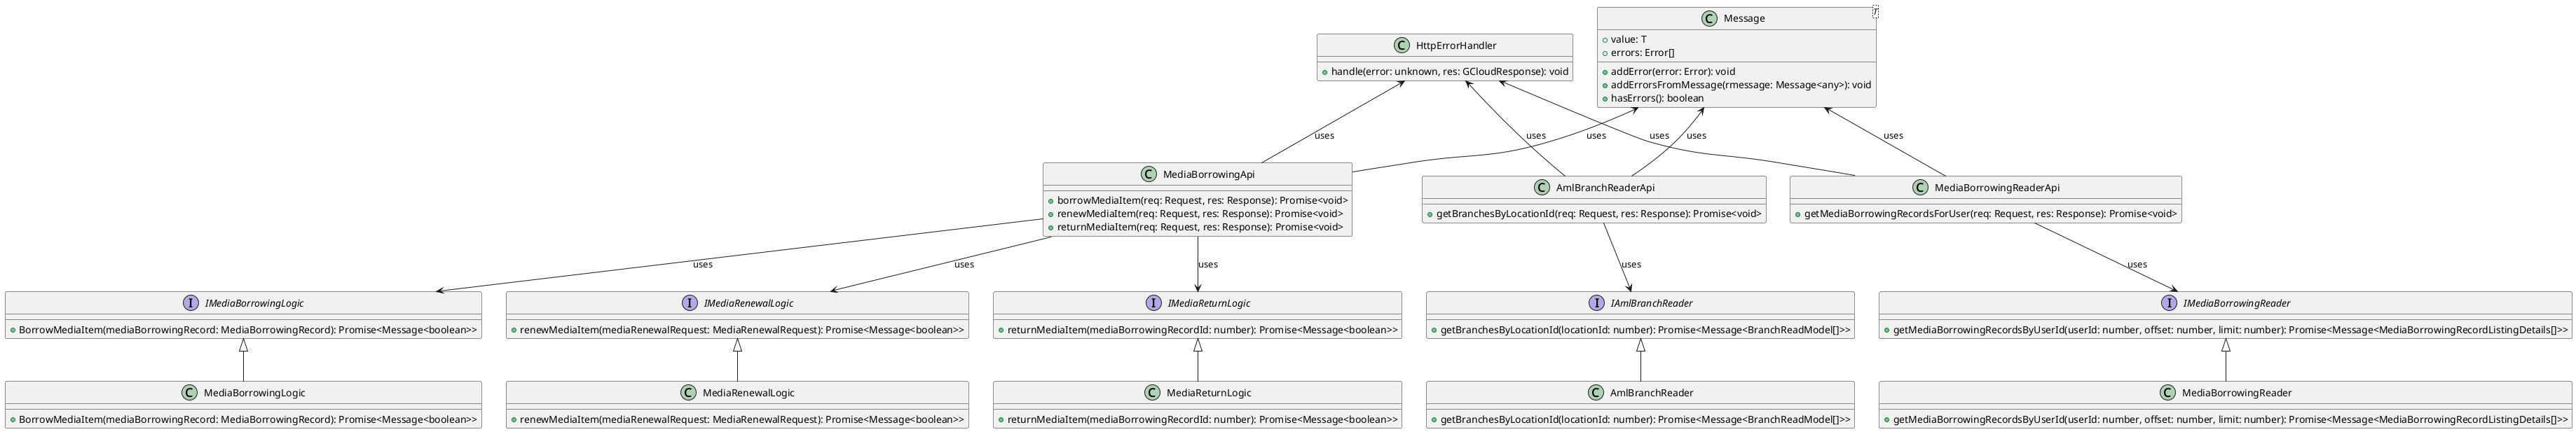 C Message T
value: T
errors: Error[]
addError(error: Error): void
addErrorsFromMessage(rmessage: Message<any>): void
hasErrors(): boolean
C HttpErrorHandler
handle(error: unknown, res: GCloudResponse): void
uses
uses
uses
uses
uses
uses
C MediaBorrowingApi
borrowMediaItem(req: Request, res: Response): Promise<void>
renewMediaItem(req: Request, res: Response): Promise<void>
returnMediaItem(req: Request, res: Response): Promise<void>
C AmlBranchReaderApi
getBranchesByLocationId(req: Request, res: Response): Promise<void>
C MediaBorrowingReaderApi
getMediaBorrowingRecordsForUser(req: Request, res: Response): Promise<void>
uses
uses
uses
uses
uses
I IMediaBorrowingLogic
BorrowMediaItem(mediaBorrowingRecord: MediaBorrowingRecord): Promise<Message<boolean>>
I IMediaRenewalLogic
renewMediaItem(mediaRenewalRequest: MediaRenewalRequest): Promise<Message<boolean>>
I IMediaReturnLogic
returnMediaItem(mediaBorrowingRecordId: number): Promise<Message<boolean>>
I IAmlBranchReader
getBranchesByLocationId(locationId: number): Promise<Message<BranchReadModel[]>>
I IMediaBorrowingReader
getMediaBorrowingRecordsByUserId(userId: number, offset: number, limit: number): Promise<Message<MediaBorrowingRecordListingDetails[]>>
C MediaBorrowingLogic
BorrowMediaItem(mediaBorrowingRecord: MediaBorrowingRecord): Promise<Message<boolean>>
C MediaRenewalLogic
renewMediaItem(mediaRenewalRequest: MediaRenewalRequest): Promise<Message<boolean>>
C MediaReturnLogic
returnMediaItem(mediaBorrowingRecordId: number): Promise<Message<boolean>>
C AmlBranchReader
getBranchesByLocationId(locationId: number): Promise<Message<BranchReadModel[]>>
C MediaBorrowingReader
getMediaBorrowingRecordsByUserId(userId: number, offset: number, limit: number): Promise<Message<MediaBorrowingRecordListingDetails[]>>